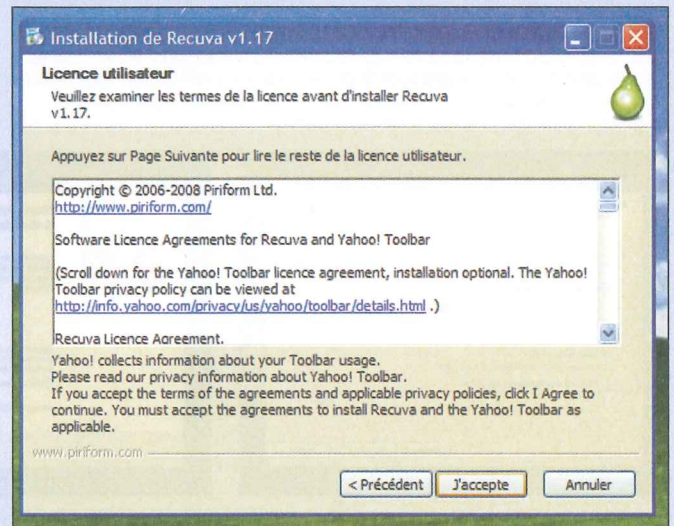 Installation de Recuva v1.17
Licence utilisateur
Veuillez examiner les termes de la licence avant d'installer Recuva
v1.17.
Appuyez sur Page Suivante pour lire le reste de la licence utilisateur.
Copyright © 2006-2008 Piriform Ltd.
http://www.piriform.com/
Software Licence Agreements for Recuva and Yahoo! Toolbar
(Scroll down for the Yahoo! Toolbar licence agreement, installation optional. The Yahoo!
Toolbar privacy policy can be viewed at
http://info.yahoo.com/privacy/us/yahoo/toolbar/details.html .)
Recuva Licence Agreement.
Yahoo! collects information about your Toolbar usage.
Please read our privacy information about Yahoo! Toolbar.
If you accept the terms of the agreements and applicable privacy policies, click I Agree to
continue. You must accept the agreements to install Recuva and the Yahoo! Toolbar as
applicable.
www.piriform.com
< Précédent J'accepte Annuler